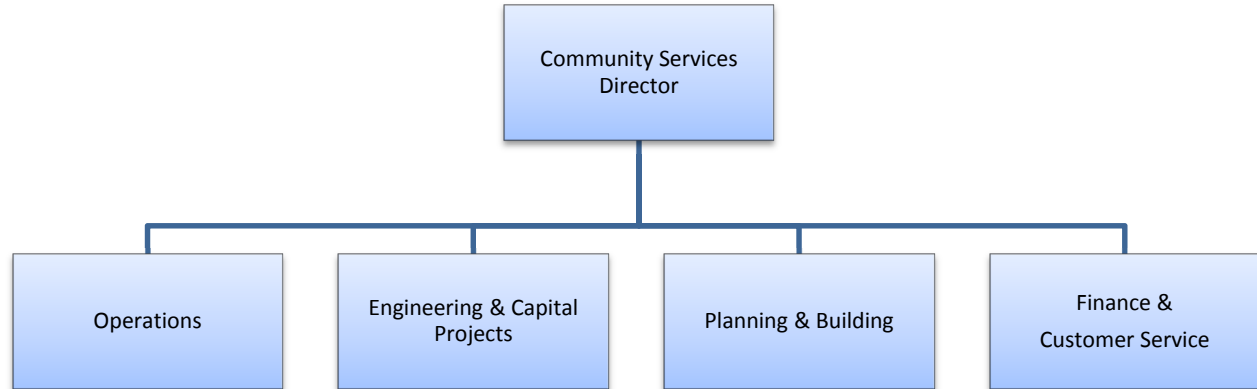 Community Services
Director
Operations
Engineering & Capital
Projects
Planning & Building
Finance &
Customer Service